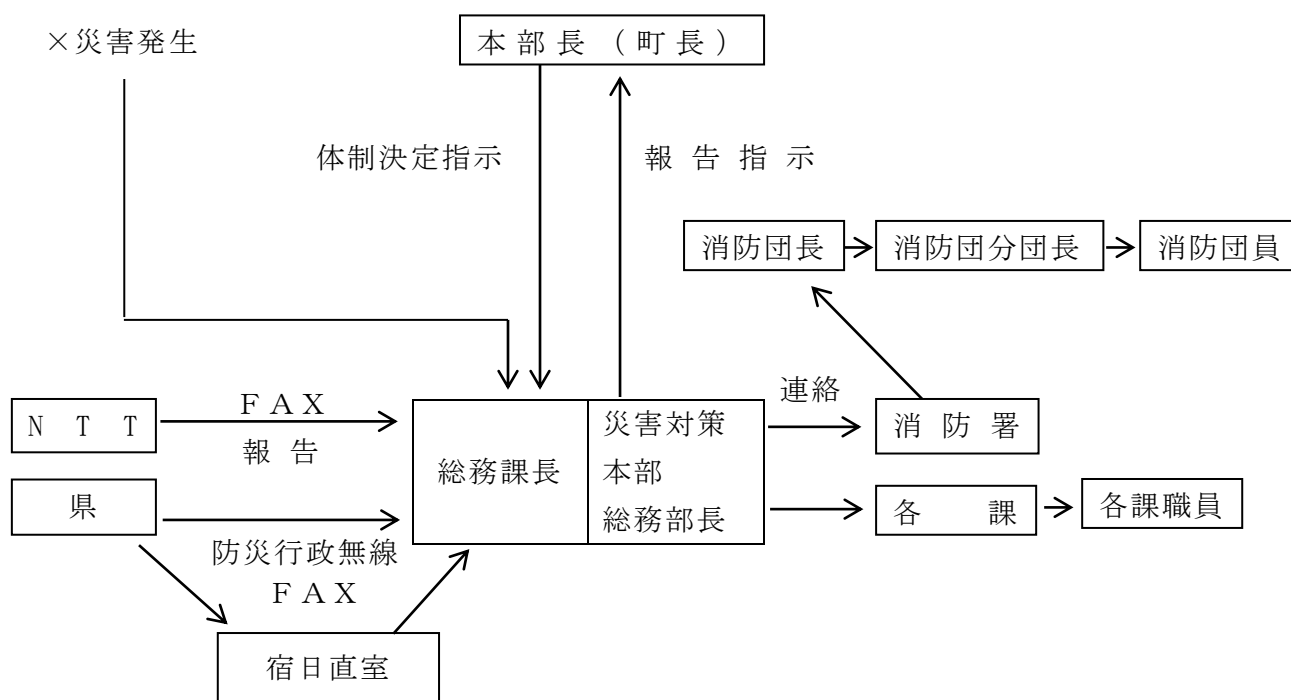 ×災害発生
本部長（町長）
体制決定指示
報告指示
消防団長
消防団分団長
消防団員
NTT
FAX
報告
県
防災行政無線
FAX
宿日直室
総務課長
災害対策
本部
総務部長
連絡
消防署
各課
各課職員